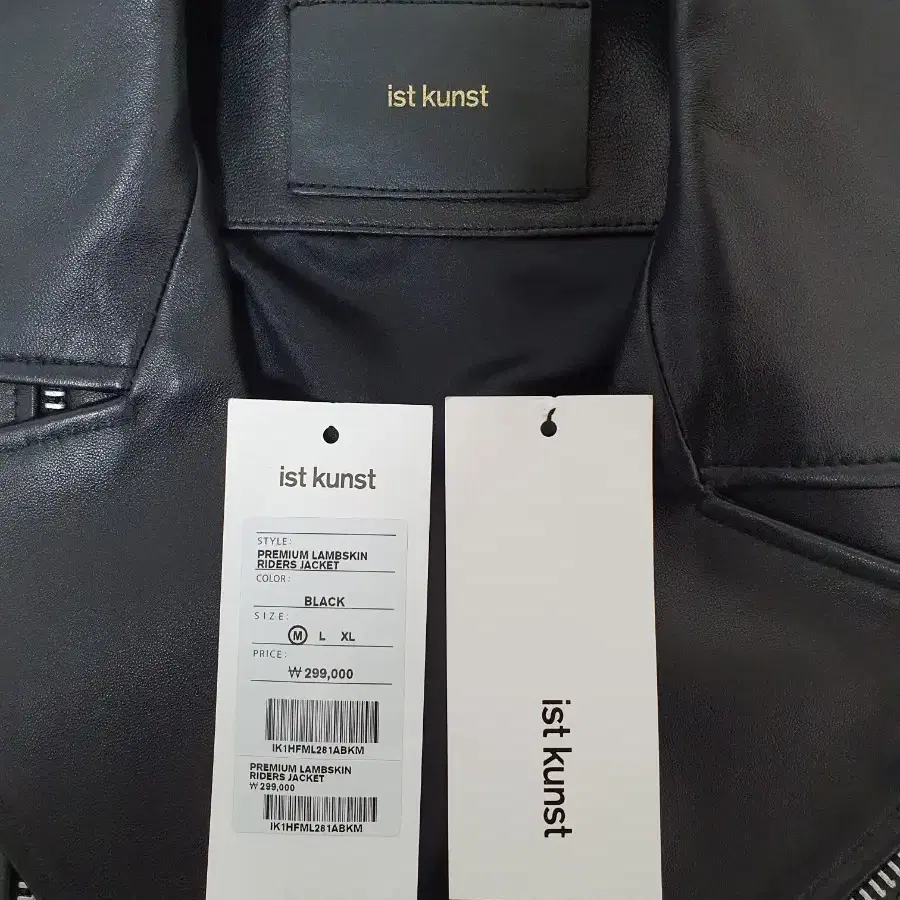 ist kunst
ist kunst
STYLE:
PREMIUM LAMBSKIN
RIDERS JACKET
COLOR:
BLACK
SIZE:
M L XL
PRICE:
₩ 299,000
IK1HFML281ABKM
PREMIUM LAMBSKIN
RIDERS JACKET
₩ 299,000
IK1HFML281ABKM
ist kunst